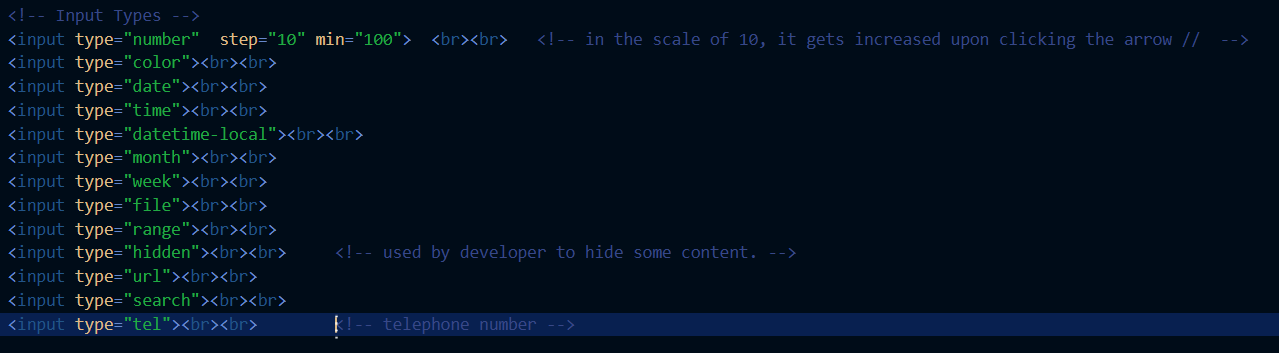 <!-- Input Types -->
<input type="number"  step="10" min="100">  <br><br>   <!-- in the scale of 10, it gets increased upon clicking the arrow //  -->
<input type="color"><br><br>
<input type="date"><br><br>
<input type="time"><br><br>
<input type="datetime-local"><br><br>
<input type="month"><br><br>
<input type="week"><br><br>
<input type="file"><br><br>
<input type="range"><br><br>
<input type="hidden"><br><br>     <!-- used by developer to hide some content. -->
<input type="url"><br><br>
<input type="search"><br><br>
<input type="tel"><br><br>        <!-- telephone number -->